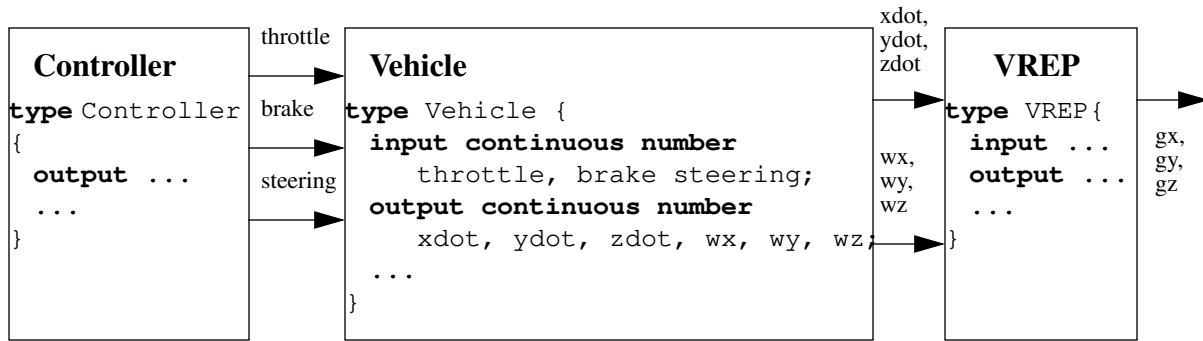 Controller
type Controller
{
output ...
...
}
throttle
brake
steering
Vehicle
type Vehicle {
input continuous number
throttle, brake steering;
output continuous number
xdot, ydot, zdot, wx, wy, wz;
...
}
xdot,
ydot,
zdot
wx,
wy,
wz
VREP
type VREP{
input ...
output ...
...
}
gx,
gy,
gz